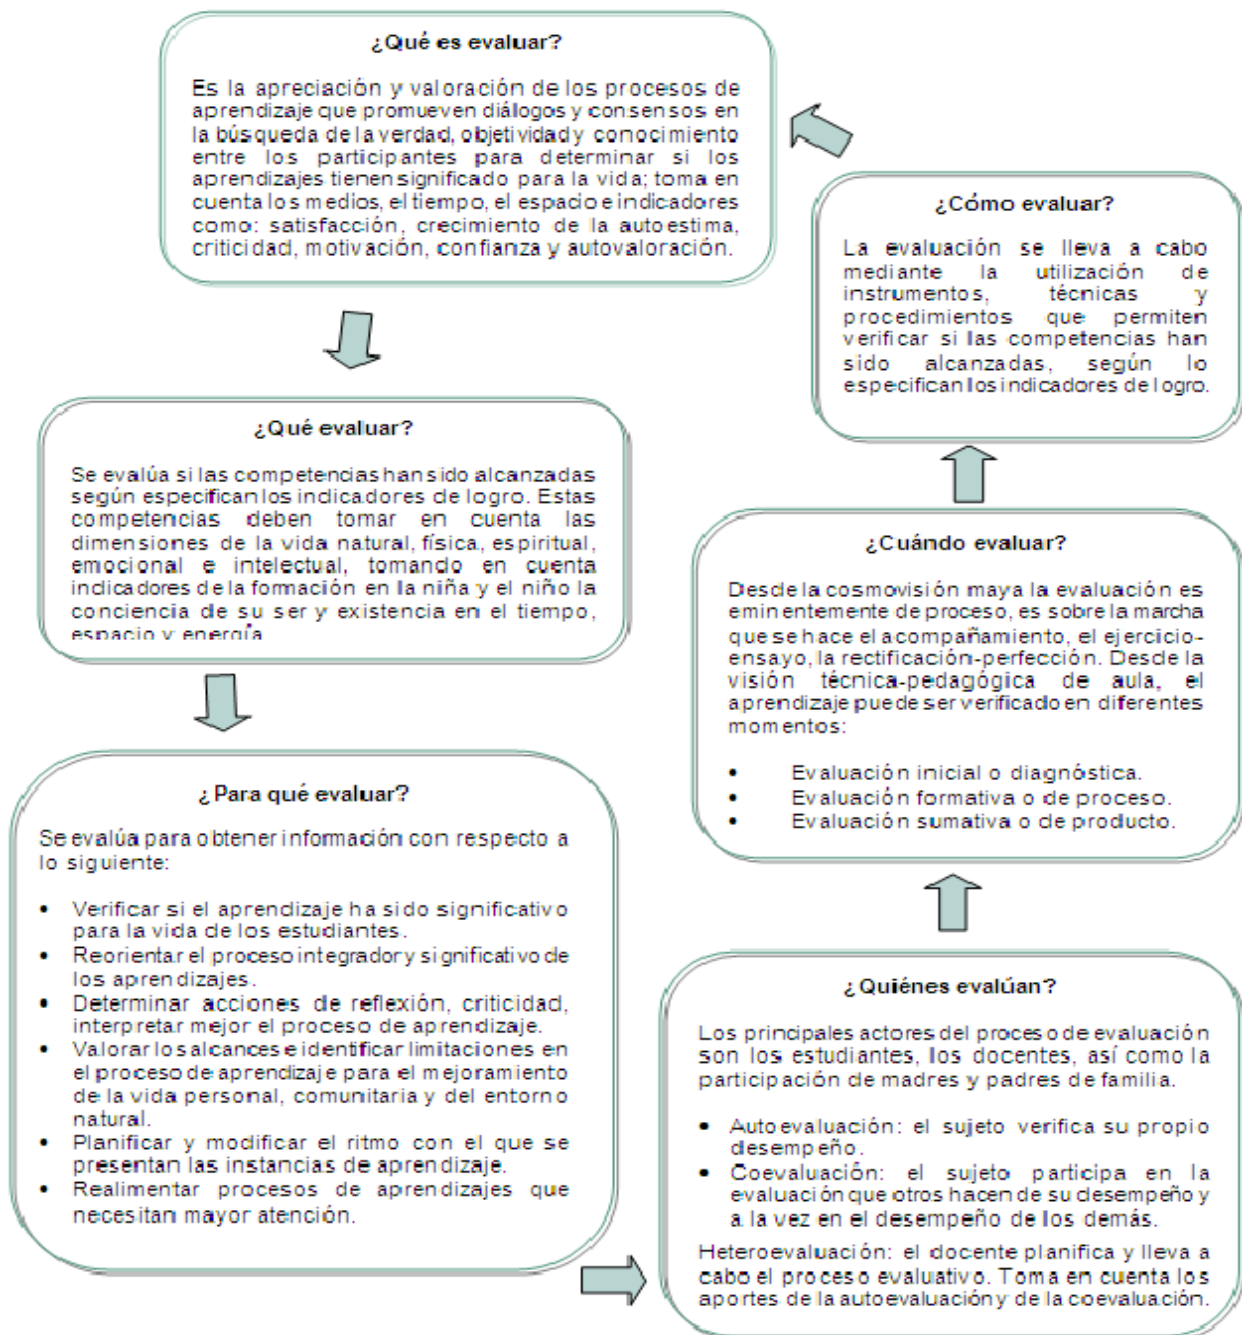 ¿Qué es evaluar?
Es la apreciación y valoración de los procesos de
aprendizaje que promueven diálogos y consensos en
la búsqueda de la verdad, objetividad y conocimiento
entre los participantes para determinar si los
aprendizajes tienen significado para la vida; toma en
cuenta los medios, el tiempo, el espacio e indicadores
como: satisfacción, crecimiento de la autoestima,
criticidad, motivación, confianza y autovaloración.
¿Qué evaluar?
Se evalúa si las competencias han sido alcanzadas
según especifican los indicadores de logro. Estas
competencias deben tomar en cuenta las
dimensiones de la vida natural, física, espiritual,
emocional e intelectual, tomando en cuenta
indicadores de la formación en la niña y el niño la
conciencia de su ser y existencia en el tiempo,
espacio y energía
¿Para qué evaluar?
Se evalúa para obtener información con respecto a
lo siguiente:
• Verificar si el aprendizaje ha sido significativo
para la vida de los estudiantes.
• Reorientar el proceso integrador y significativo de
los aprendizajes.
• Determinar acciones de reflexión, criticidad,
interpretar mejor el proceso de aprendizaje.
• Valorar los alcances e identificar limitaciones en
el proceso de aprendizaje para el mejoramiento
de la vida personal, comunitaria y del entorno
natural.
• Planificar y modificar el ritmo con el que se
presentan las instancias de aprendizaje.
• Realimentar procesos de aprendizajes que
necesitan mayor atención.
¿Quiénes evalúan?
Los principales actores del proceso de evaluación
son los estudiantes, los docentes, así como la
participación de madres y padres de familia.
• Autoevaluación: el sujeto verifica su propio
desempeño.
• Coevaluación: el sujeto participa en la
evaluación que otros hacen de su desempeño y
a la vez en el desempeño de los demás.
Heteroevaluación: el docente planifica y lleva a
cabo el proceso evaluativo. Toma en cuenta los
aportes de la autoevaluación y de la coevaluación.
¿Cuándo evaluar?
Desde la cosmovisión maya la evaluación es
eminentemente de proceso, es sobre la marcha
que se hace el acompañamiento, el ejercicio-
ensayo, la rectificación-perfección. Desde la
visión técnica-pedagógica de aula, el
aprendizaje puede ser verificado en diferentes
momentos:
• Evaluación inicial o diagnóstica.
• Evaluación formativa o de proceso.
• Evaluación sumativa o de producto.
¿Cómo evaluar?
La evaluación se lleva a cabo
mediante la utilización de
instrumentos, técnicas y
procedimientos que permiten
verificar si las competencias han
sido alcanzadas, según lo
especifican los indicadores de logro.